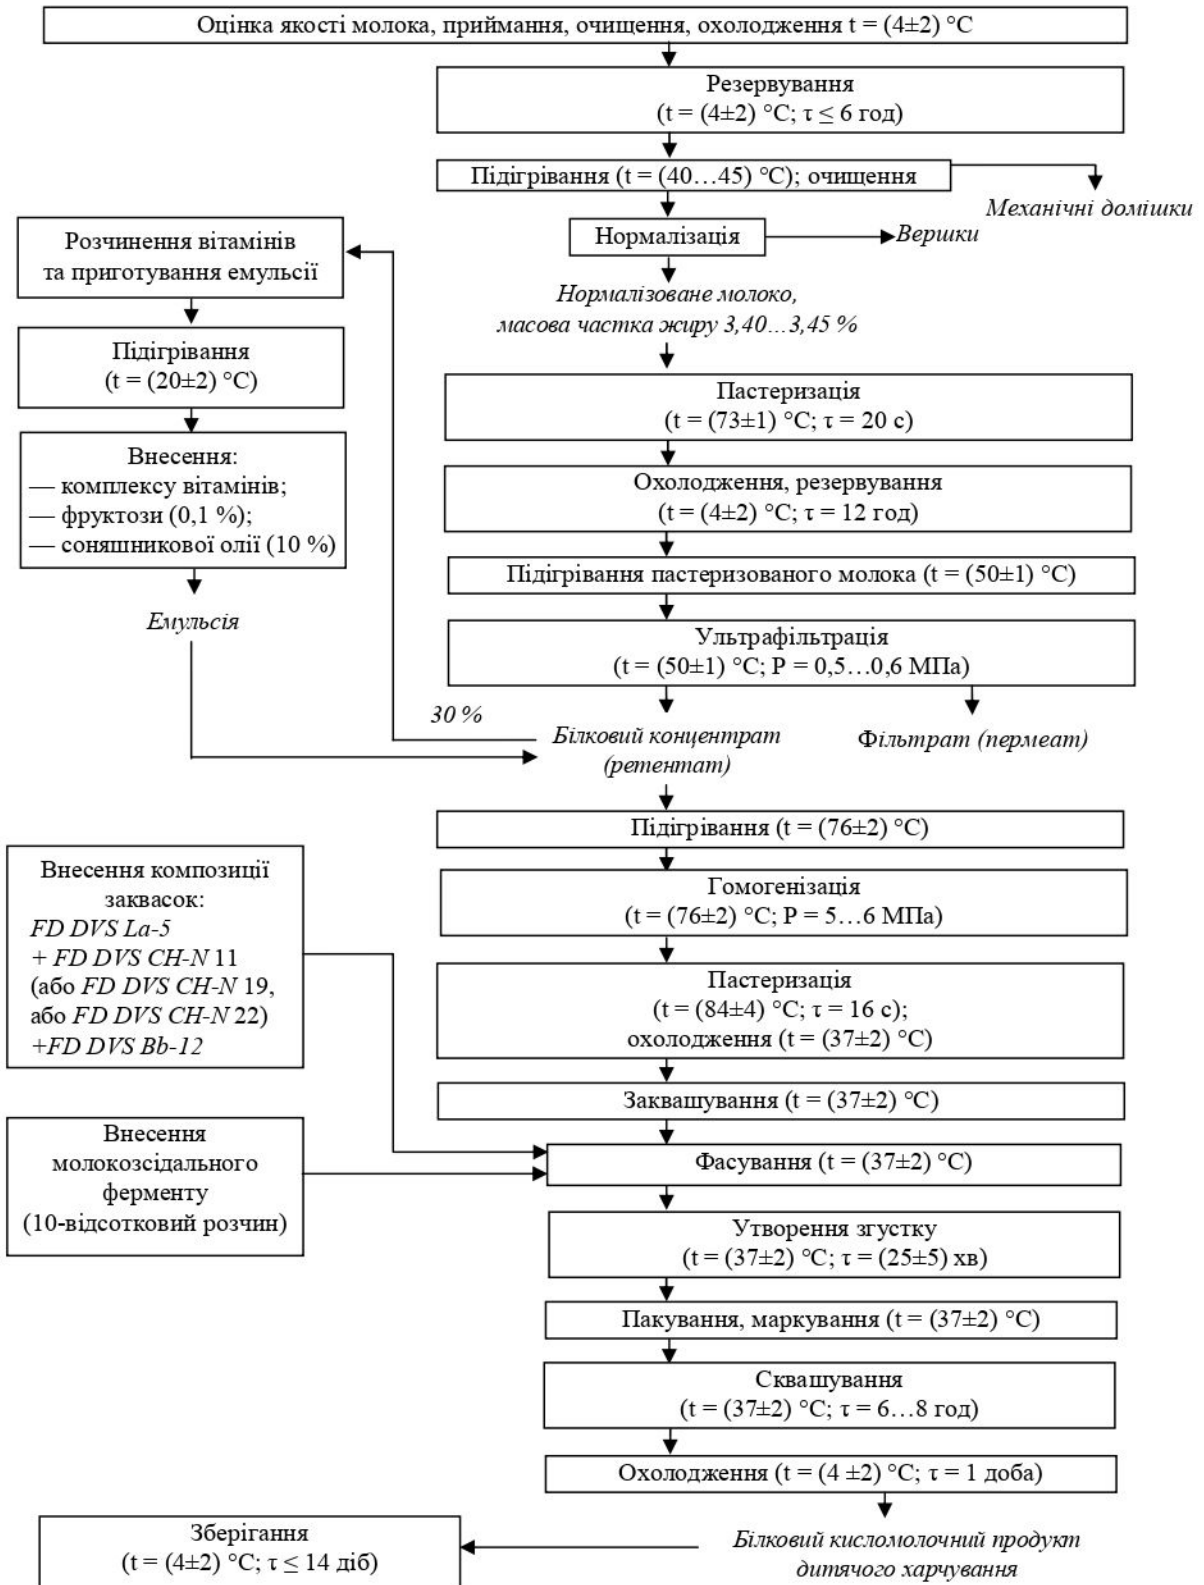 Оцінка якості молока, приймання, очищення, охолодження t = (4±2) °С
Резервування
(t = (4±2) °С; τ ≤ 6 год)
Підігрівання (t = (40…45) °С); очищення
Механічні домішки
Нормалізація
Вершки
Нормалізоване молоко,
масова частка жиру 3,40…3,45 %
Розчинення вітамінів
та приготування емульсії
Підігрівання
(t = (20±2) °С)
Внесення:
— комплексу вітамінів;
— фруктози (0,1 %);
— соняшникової олії (10 %)
Емульсія
Пастеризація
(t = (73±1) °С; τ = 20 с)
Охолодження, резервування
(t = (4±2) °С; τ = 12 год)
Підігрівання пастеризованого молока (t = (50±1) °С)
Ультрафільтрація
(t = (50±1) °С; Р = 0,5…0,6 МПа)
30 %
Білковий концентрат
(ретентат)
Фільтрат (пермеат)
Підігрівання (t = (76±2) °С)
Гомогенізація
(t = (76±2) °С; Р = 5…6 МПа)
Пастеризація
(t = (84±4) °С; τ = 16 с);
охолодження (t = (37±2) °С)
Заквашування (t = (37±2) °С)
Внесення композиції
заквасок:
FD DVS La-5
+ FD DVS CH-N 11
(або FD DVS CH-N 19,
або FD DVS CH-N 22)
+FD DVS Bb-12
Внесення
молокозсідального
ферменту
(10-відсотковий розчин)
Фасування (t = (37±2) °С)
Утворення згустку
(t = (37±2) °С; τ = (25±5) хв)
Пакування, маркування (t = (37±2) °С)
Сквашування
(t = (37±2) °С; τ = 6…8 год)
Охолодження (t = (4 ±2) °С; τ = 1 доба)
Білковий кисломолочний продукт
дитячого харчування
Зберігання
(t = (4±2) °С; τ ≤ 14 діб)